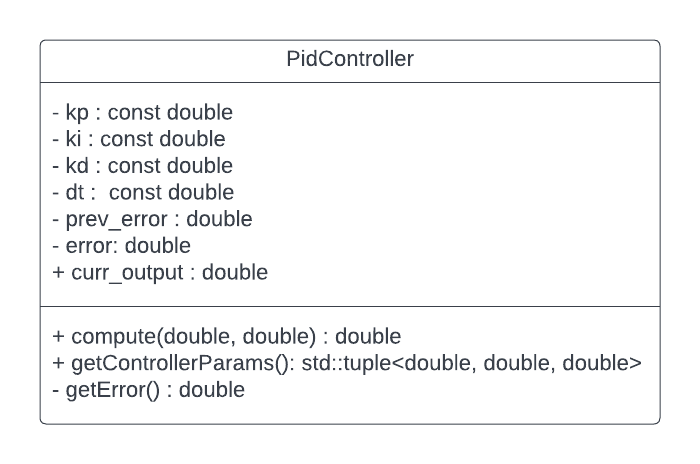 PidController
- kp : const double
- ki : const double
- kd : const double
- dt :  const double
- prev_error : double
- error: double
+ curr_output : double
+ compute(double, double) : double
+ getControllerParams(): std::tuple<double, double, double>
- getError() : double